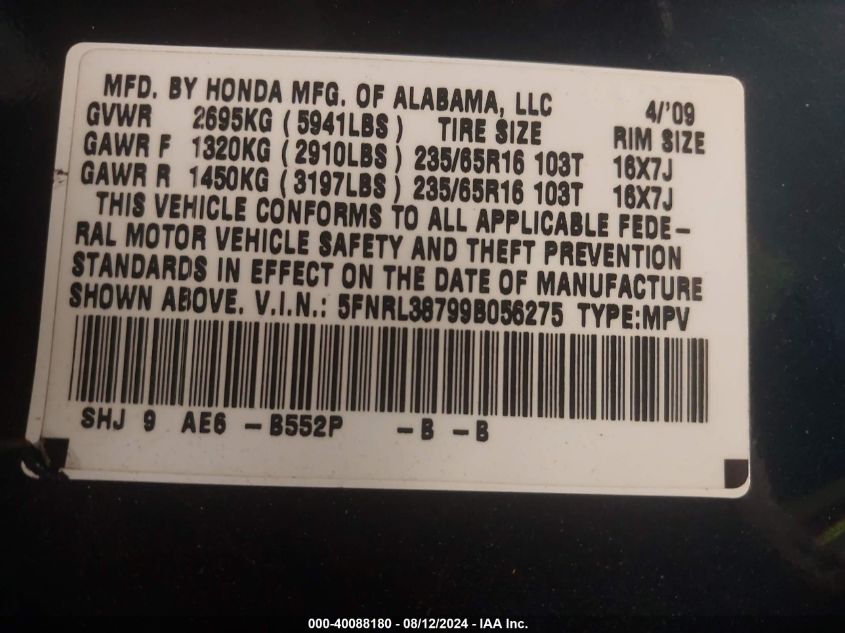 MFD. BY HONDA MFG. OF ALABAMA, LLC 4/'09
GVWR 2695KG (5941LBS) TIRE SIZE RIM SIZE
GAWR F 1320KG (2910LBS) 235/65R16 103T 16X7J
GAWR R 1450KG (3197LBS) 235/65R16 103T 16X7J
THIS VEHICLE CONFORMS TO ALL APPLICABLE FEDE-
RAL MOTOR VEHICLE SAFETY AND THEFT PREVENTION
STANDARDS IN EFFECT ON THE DATE OF MANUFACTURE
SHOWN ABOVE. V.I.N.: 5FNRL38799B056275 TYPE:MPV
SHJ 9 AE6 -B552P -B -B
000-40088180 - 08/12/2024 - IAA Inc.